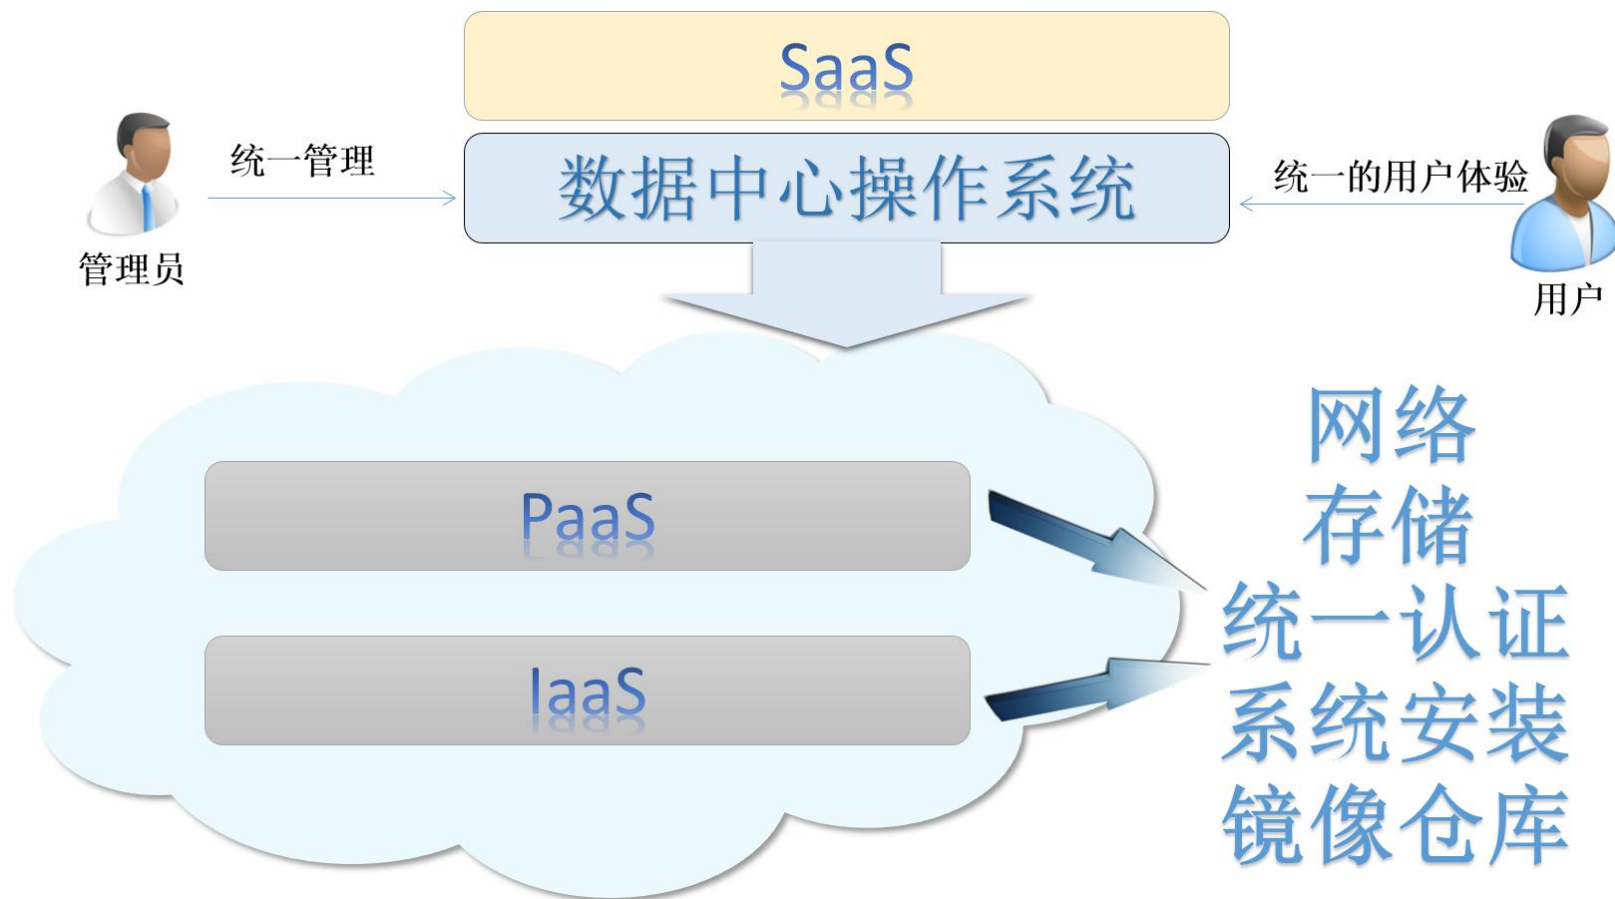 SaaS
统一管理
数据中心操作系统
统一的用户体验
管理员
用户
PaaS
IaaS
网络
存储
统一认证
系统安装
镜像仓库